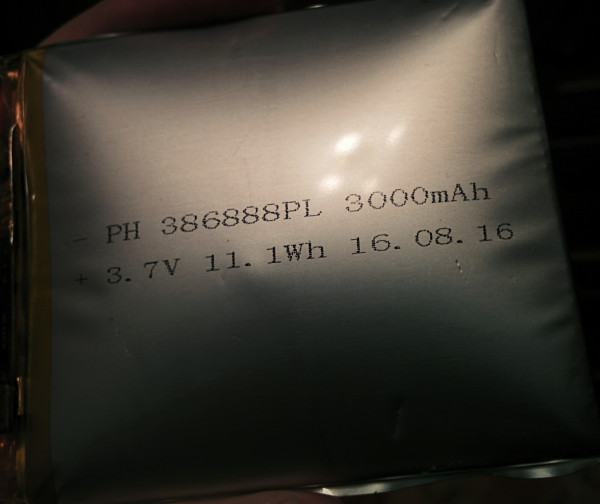 - PH 386888PL 3000mAh
+ 3.7V 11.1Wh 16.08.16